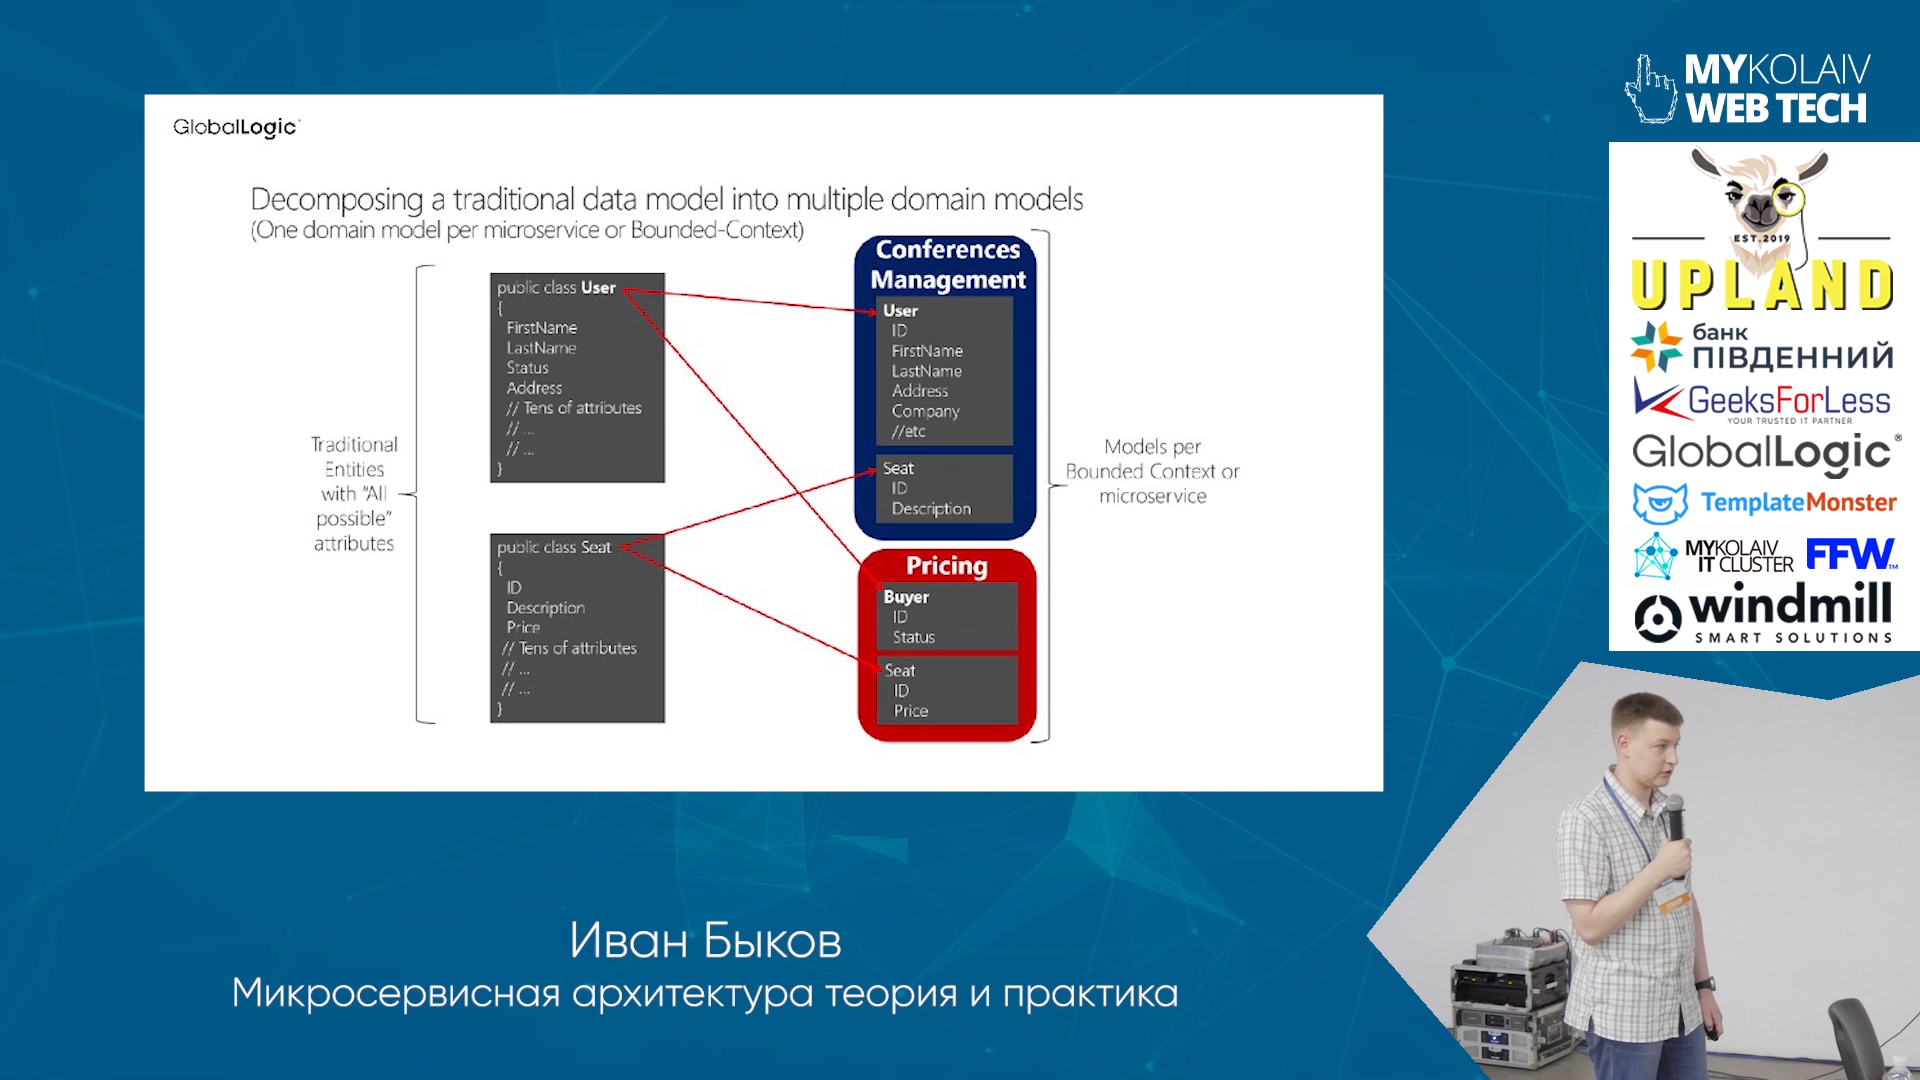 GlobalLogic
Decomposing a traditional data model into multiple domain models
(One domain model per microservice or Bounded-Context)
Traditional
Entities
with "All
possible"
attributes
public class User
{
FirstName
LastName
Status
Address
// Tens of attributes
// ...
// ...
}
public class Seat
{
ID
Description
Price
// Tens of attributes
// ...
// ...
}
Conferences
Management
User
ID
FirstName
LastName
Address
Company
//etc
Seat
ID
Description
Pricing
Buyer
ID
Status
Seat
ID
Price
Models per
Bounded Context or
microservice
MYKOLAIV
WEB TECH
EST.2019
UPLAND
банк
ПІВДЕННИЙ
GeeksForLess
YOUR TRUSTED IT PARTNER
GlobalLogic®
TemplateMonster
MYKOLAIV
IT CLUSTER
FFW™
windmill
SMART SOLUTIONS
Иван Быков
Микросервисная архитектура теория и практика